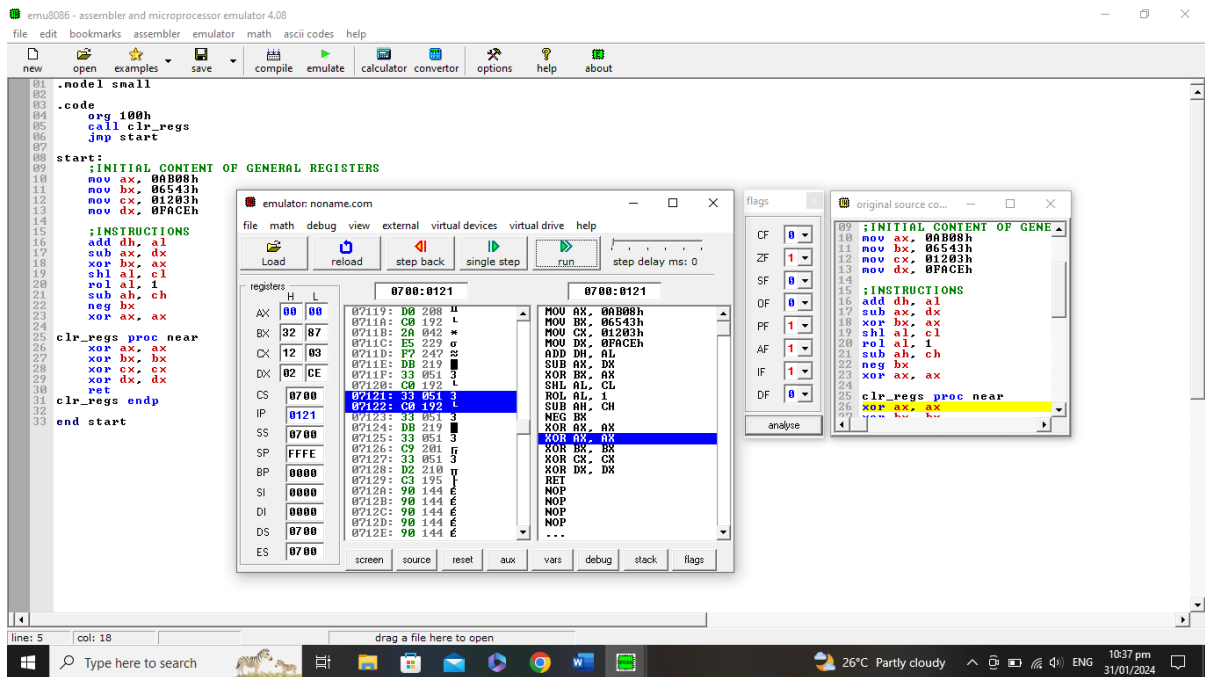 emu8086 - assembler and microprocessor emulator 4.08
file edit bookmarks assembler emulator math ascii codes help
new open examples save compile emulate calculator convertor options help about
01 .model small
02
03 .code
04 org 100h
05 call clr_regs
06 jmp start
07
08 start:
09 ;INITIAL CONTENT OF GENERAL REGISTERS
10 mov ax, 0AB08h
11 mov bx, 06543h
12 mov cx, 01203h
13 mov dx, 0FACEh
14
15 ;INSTRUCTIONS
16 add dh, al
17 sub ax, dx
18 xor bx, ax
19 shl al, cl
20 rol al, 1
21 sub ah, ch
22 neg bx
23 xor ax, ax
24
25 clr_regs proc near
26 xor ax, ax
27 xor bx, bx
28 xor cx, cx
29 xor dx, dx
30 ret
31 clr_regs endp
32
33 end start
emulator: noname.com
file math debug view external virtual devices virtual drive help
Load reload step back single step run step delay ms: 0
registers
H L
AX 00 00
BX 32 87
CX 12 03
DX 02 CE
CS 0700
IP 0121
SS 0700
SP FFFE
BP 0000
SI 0000
DI 0000
DS 0700
ES 0700
0700:0121
07119: D0 208 ╨
0711A: C0 192 └
0711B: 2A 042 *
0711C: E5 229 σ
0711D: F7 247 ≈
0711E: DB 219 █
0711F: 33 051 3
07120: C0 192 └
07121: 33 051 3
07122: C0 192 └
07123: 33 051 3
07124: DB 219 █
07125: 33 051 3
07126: C9 201 ╔
07127: 33 051 3
07128: D2 210 ╥
07129: C3 195 ├
0712A: 90 144 É
0712B: 90 144 É
0712C: 90 144 É
0712D: 90 144 É
0712E: 90 144 É
0700:0121
MOV AX, 0AB08h
MOV BX, 06543h
MOV CX, 01203h
MOV DX, 0FACEh
ADD DH, AL
SUB AX, DX
XOR BX, AX
SHL AL, CL
ROL AL, 1
SUB AH, CH
NEG BX
XOR AX, AX
XOR AX, AX
XOR BX, BX
XOR CX, CX
XOR DX, DX
RET
NOP
NOP
NOP
NOP
...
screen source reset aux vars debug stack flags
flags
CF 0
ZF 1
SF 0
OF 0
PF 1
AF 1
IF 1
DF 0
analyse
original source co...
09 ;INITIAL CONTENT OF GENE
10 mov ax, 0AB08h
11 mov bx, 06543h
12 mov cx, 01203h
13 mov dx, 0FACEh
14
15 ;INSTRUCTIONS
16 add dh, al
17 sub ax, dx
18 xor bx, ax
19 shl al, cl
20 rol al, 1
21 sub ah, ch
22 neg bx
23 xor ax, ax
24
25 clr_regs proc near
26 xor ax, ax
27 xor bx, bx
line: 5 col: 18 drag a file here to open
Type here to search
W
26°C Partly cloudy ENG
10:37 pm
31/01/2024